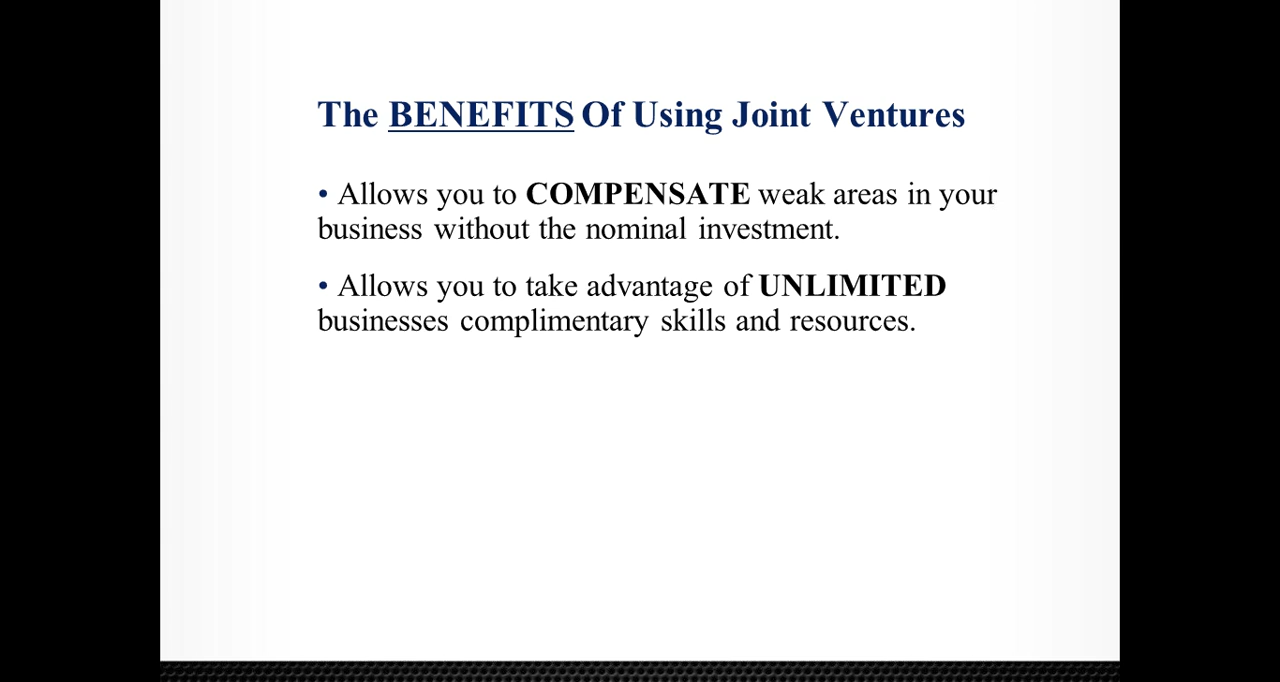 The BENEFITS Of Using Joint Ventures
• Allows you to COMPENSATE weak areas in your
business without the nominal investment.
• Allows you to take advantage of UNLIMITED
businesses complimentary skills and resources.